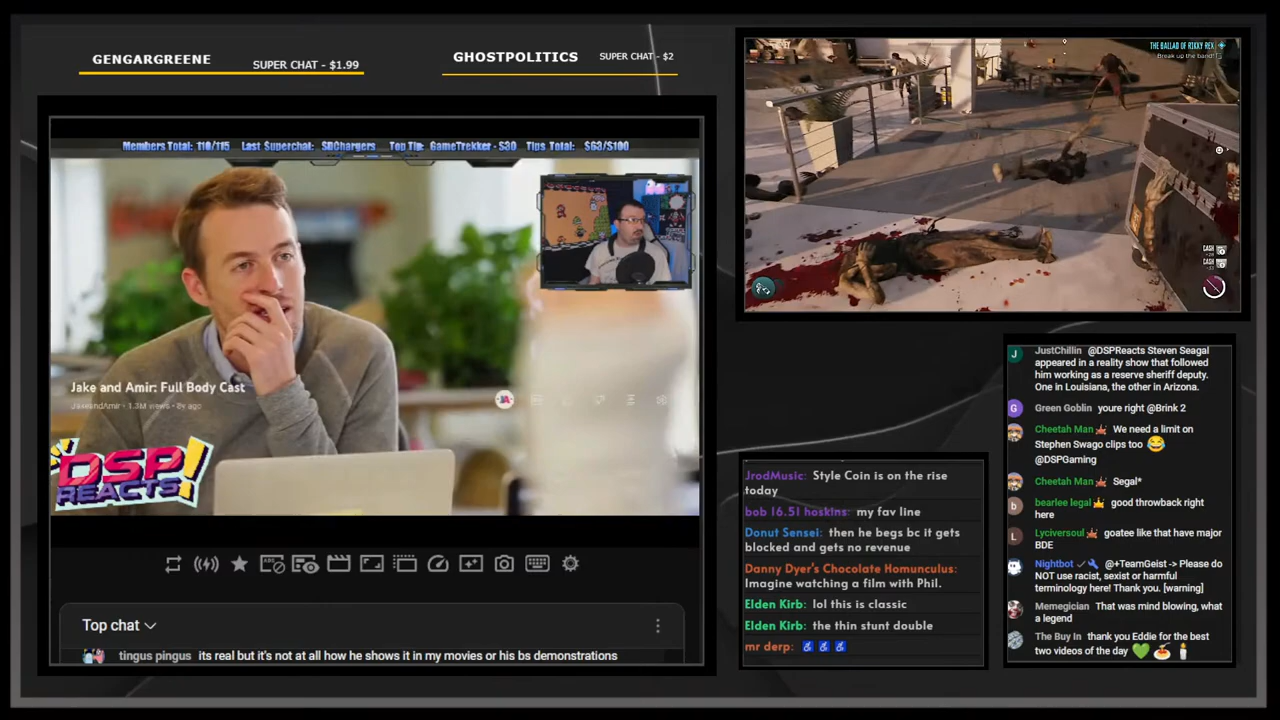 GENGARGREENE
SUPER CHAT - $1.99
GHOSTPOLITICS
SUPER CHAT - $2
Members Total: 110/115 Last Superchat: SDChargers Top Tip: GameTrekker - $30 Tips Total: $63/$100
Jake and Amir: Full Body Cast
JakeandAmir • 1.3M views • 8y ago
DSP
REACTS!
Top chat
tingus pingus its real but it's not at all how he shows it in my movies or his bs demonstrations
THE BALLAD OF RIKKY REX
Break up the band!
CASH
CASH
JrodMusic: Style Coin is on the rise
today
bob 16.51 hoskins: my fav line
Donut Sensei: then he begs bc it gets
blocked and gets no revenue
Danny Dyer's Chocolate Homunculus:
Imagine watching a film with Phil.
Elden Kirb: lol this is classic
Elden Kirb: the thin stunt double
mr derp:
J JustChillin @DSPReacts Steven Seagal
appeared in a reality show that followed
him working as a reserve sheriff deputy.
One in Louisiana, the other in Arizona.
G Green Goblin youre right @Brink 2
Cheetah Man We need a limit on
Stephen Swago clips too 😂
@DSPGaming
Cheetah Man Segal*
b bearlee legal good throwback right
here
L Lyciversoul goatee like that have major
BDE
Nightbot @+TeamGeist -> Please do
NOT use racist, sexist or harmful
terminology here! Thank you. [warning]
Memegician That was mind blowing, what
a legend
The Buy In thank you Eddie for the best
two videos of the day 💚 🍝 🕯